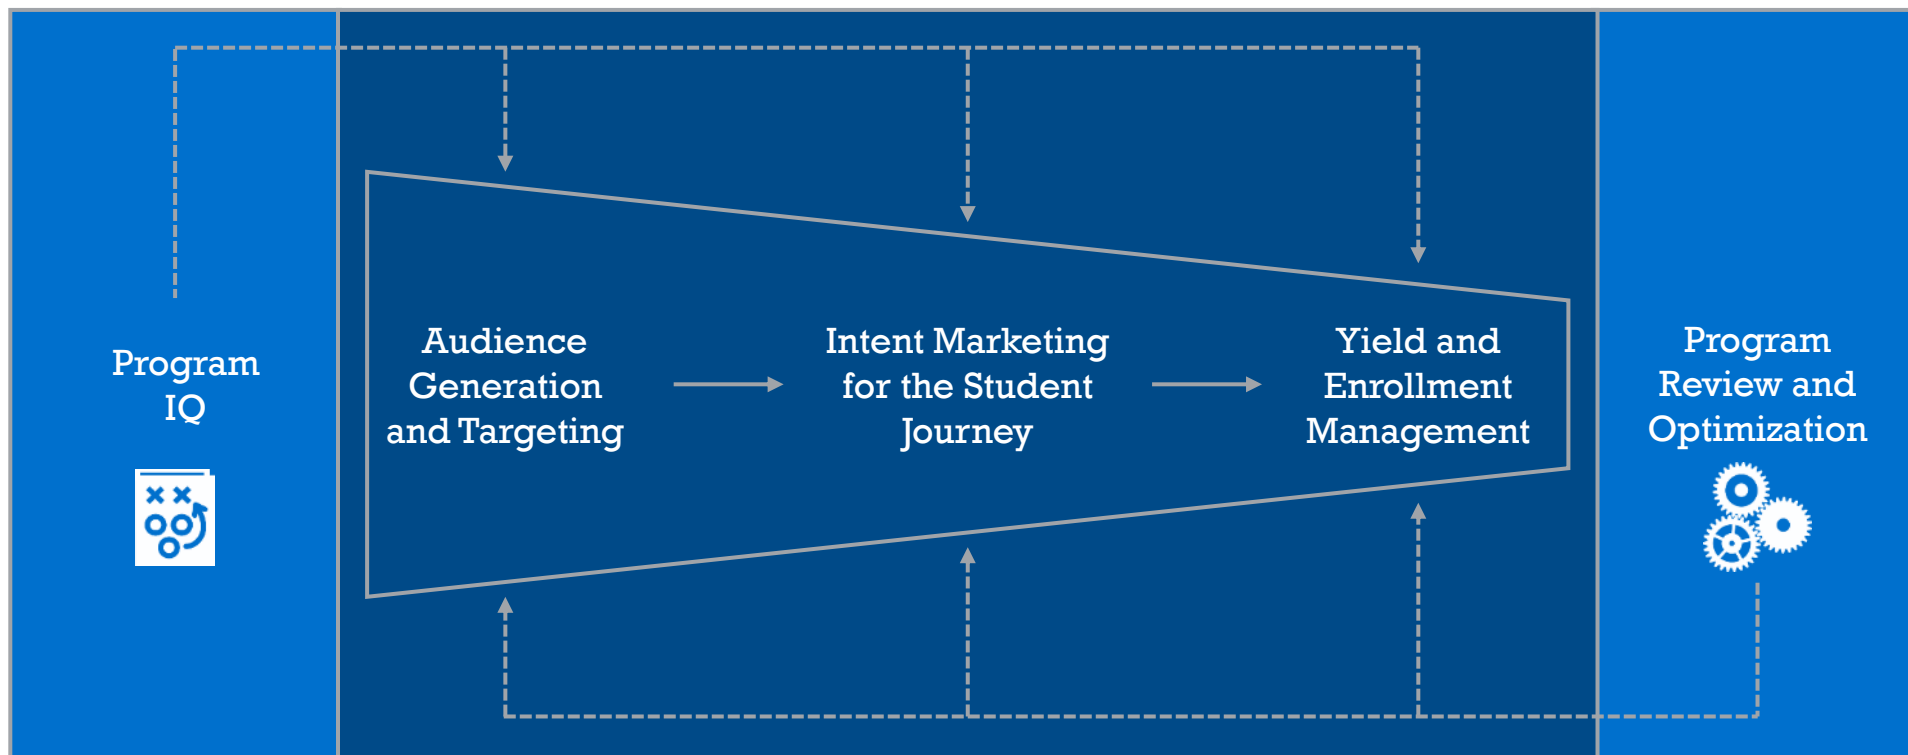 Program
IQ
Audience
Generation
and Targeting
Intent Marketing
for the Student
Journey
Yield and
Enrollment
Management
Program
Review and
Optimization